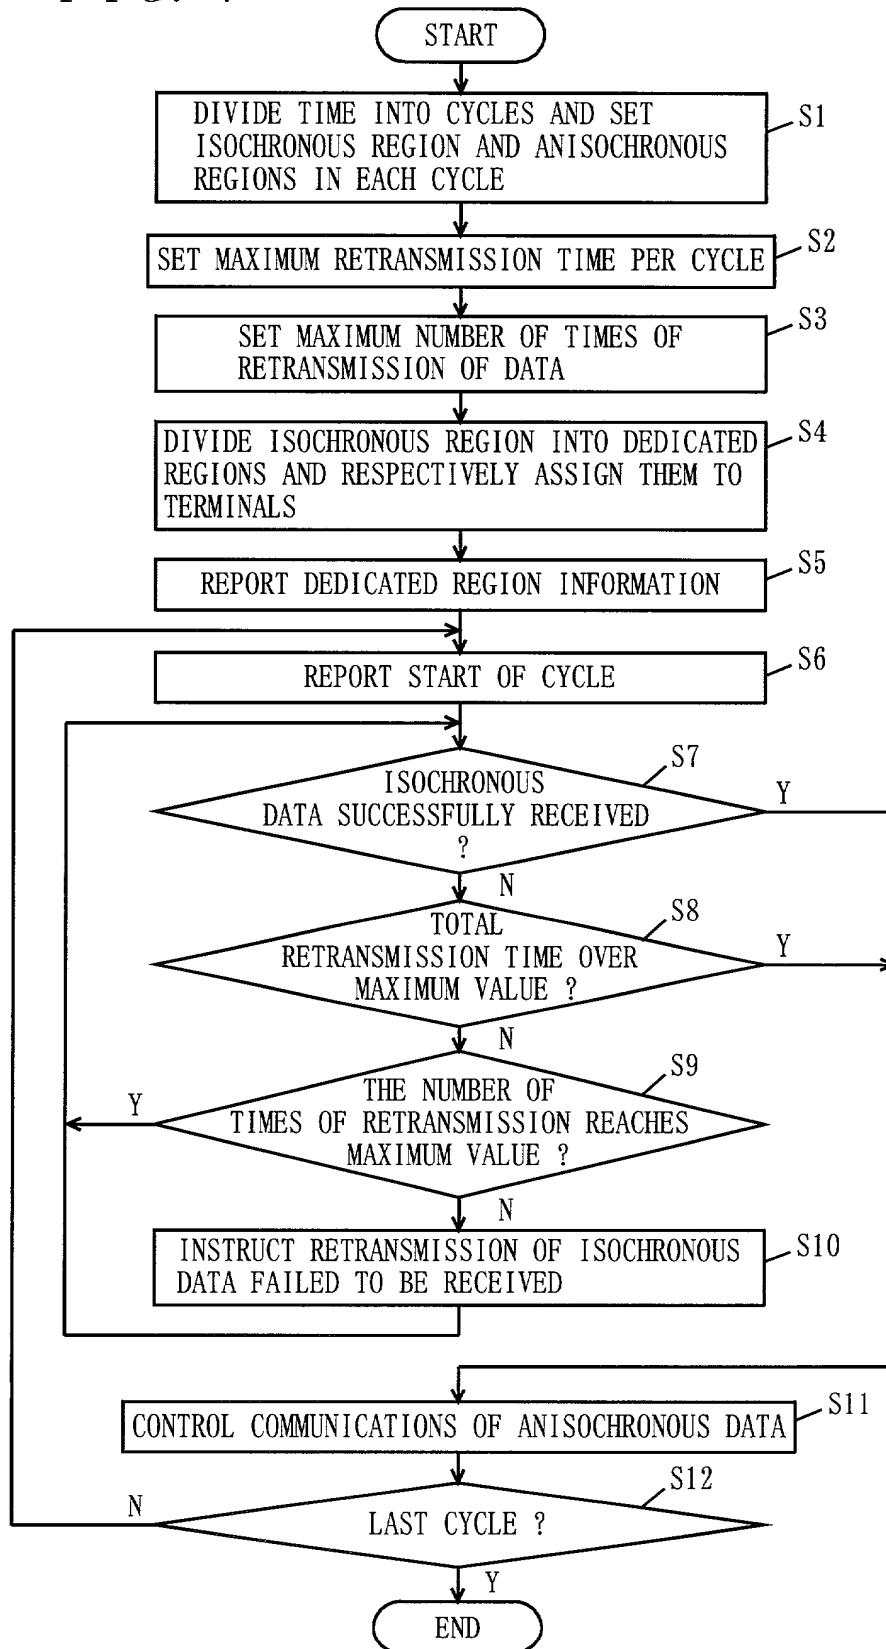 START
DIVIDE TIME INTO CYCLES AND SET
ISOCHRONOUS REGION AND ANISOCHRONOUS
REGIONS IN EACH CYCLE
S1
SET MAXIMUM RETRANSMISSION TIME PER CYCLE
S2
SET MAXIMUM NUMBER OF TIMES OF
RETRANSMISSION OF DATA
S3
DIVIDE ISOCHRONOUS REGION INTO DEDICATED
REGIONS AND RESPECTIVELY ASSIGN THEM TO
TERMINALS
S4
REPORT DEDICATED REGION INFORMATION
S5
REPORT START OF CYCLE
S6
ISOCHRONOUS
DATA SUCCESSFULLY RECEIVED
?
S7
Y
N
TOTAL
RETRANSMISSION TIME OVER
MAXIMUM VALUE ?
S8
Y
N
THE NUMBER OF
TIMES OF RETRANSMISSION REACHES
MAXIMUM VALUE ?
S9
Y
N
INSTRUCT RETRANSMISSION OF ISOCHRONOUS
DATA FAILED TO BE RECEIVED
S10
CONTROL COMMUNICATIONS OF ANISOCHRONOUS DATA
S11
LAST CYCLE ?
S12
N
Y
END